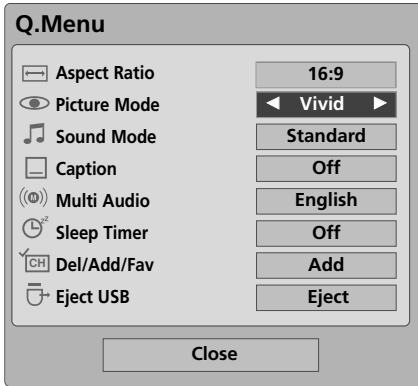 Q.Menu
Aspect Ratio 16:9
Picture Mode ◀ Vivid ▶
Sound Mode Standard
Caption Off
Multi Audio English
Sleep Timer Off
CH Del/Add/Fav Add
Eject USB Eject
Close